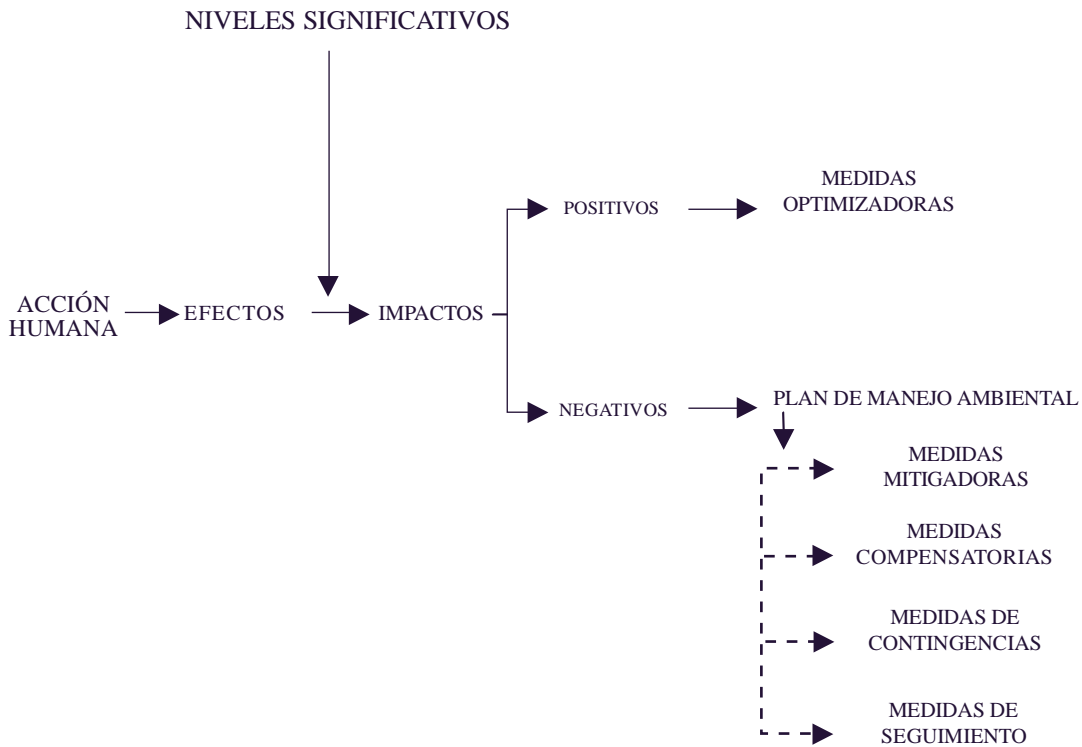 NIVELES SIGNIFICATIVOS
MEDIDAS
OPTIMIZADORAS
POSITIVOS
ACCIÓN
HUMANA
EFECTOS
IMPACTOS
NEGATIVOS
PLAN DE MANEJO AMBIENTAL
MEDIDAS
MITIGADORAS
MEDIDAS
COMPENSATORIAS
MEDIDAS DE
CONTINGENCIAS
MEDIDAS DE
SEGUIMIENTO